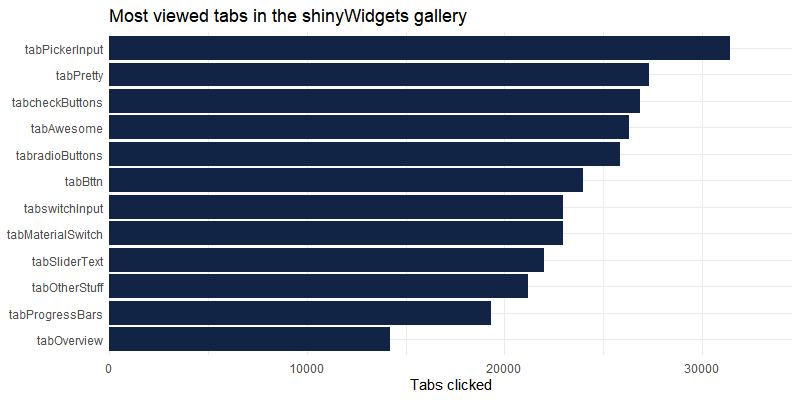 Most viewed tabs in the shinyWidgets gallery
tabPickerInput
tabPretty
tabcheckButtons
tabAwesome
tabradioButtons
tabBttn
tabswitchInput
tabMaterialSwitch
tabSliderText
tabOtherStuff
tabProgressBars
tabOverview
0 10000 20000 30000
Tabs clicked